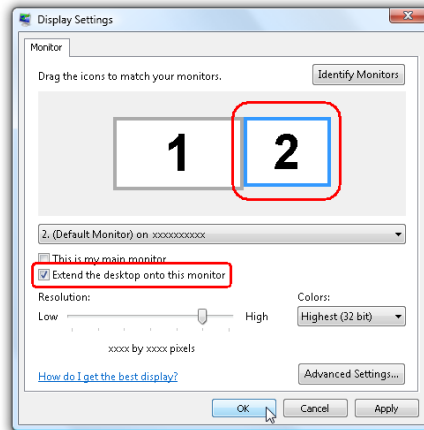 Display Settings
Monitor
Drag the icons to match your monitors.
Identify Monitors
1
2
2. (Default Monitor) on xxxxxxxxxx
This is my main monitor
Extend the desktop onto this monitor
Resolution:
Colors:
Low
High
Highest (32 bit)
xxxx by xxxx pixels
How do I get the best display?
Advanced Settings...
OK
Cancel
Apply